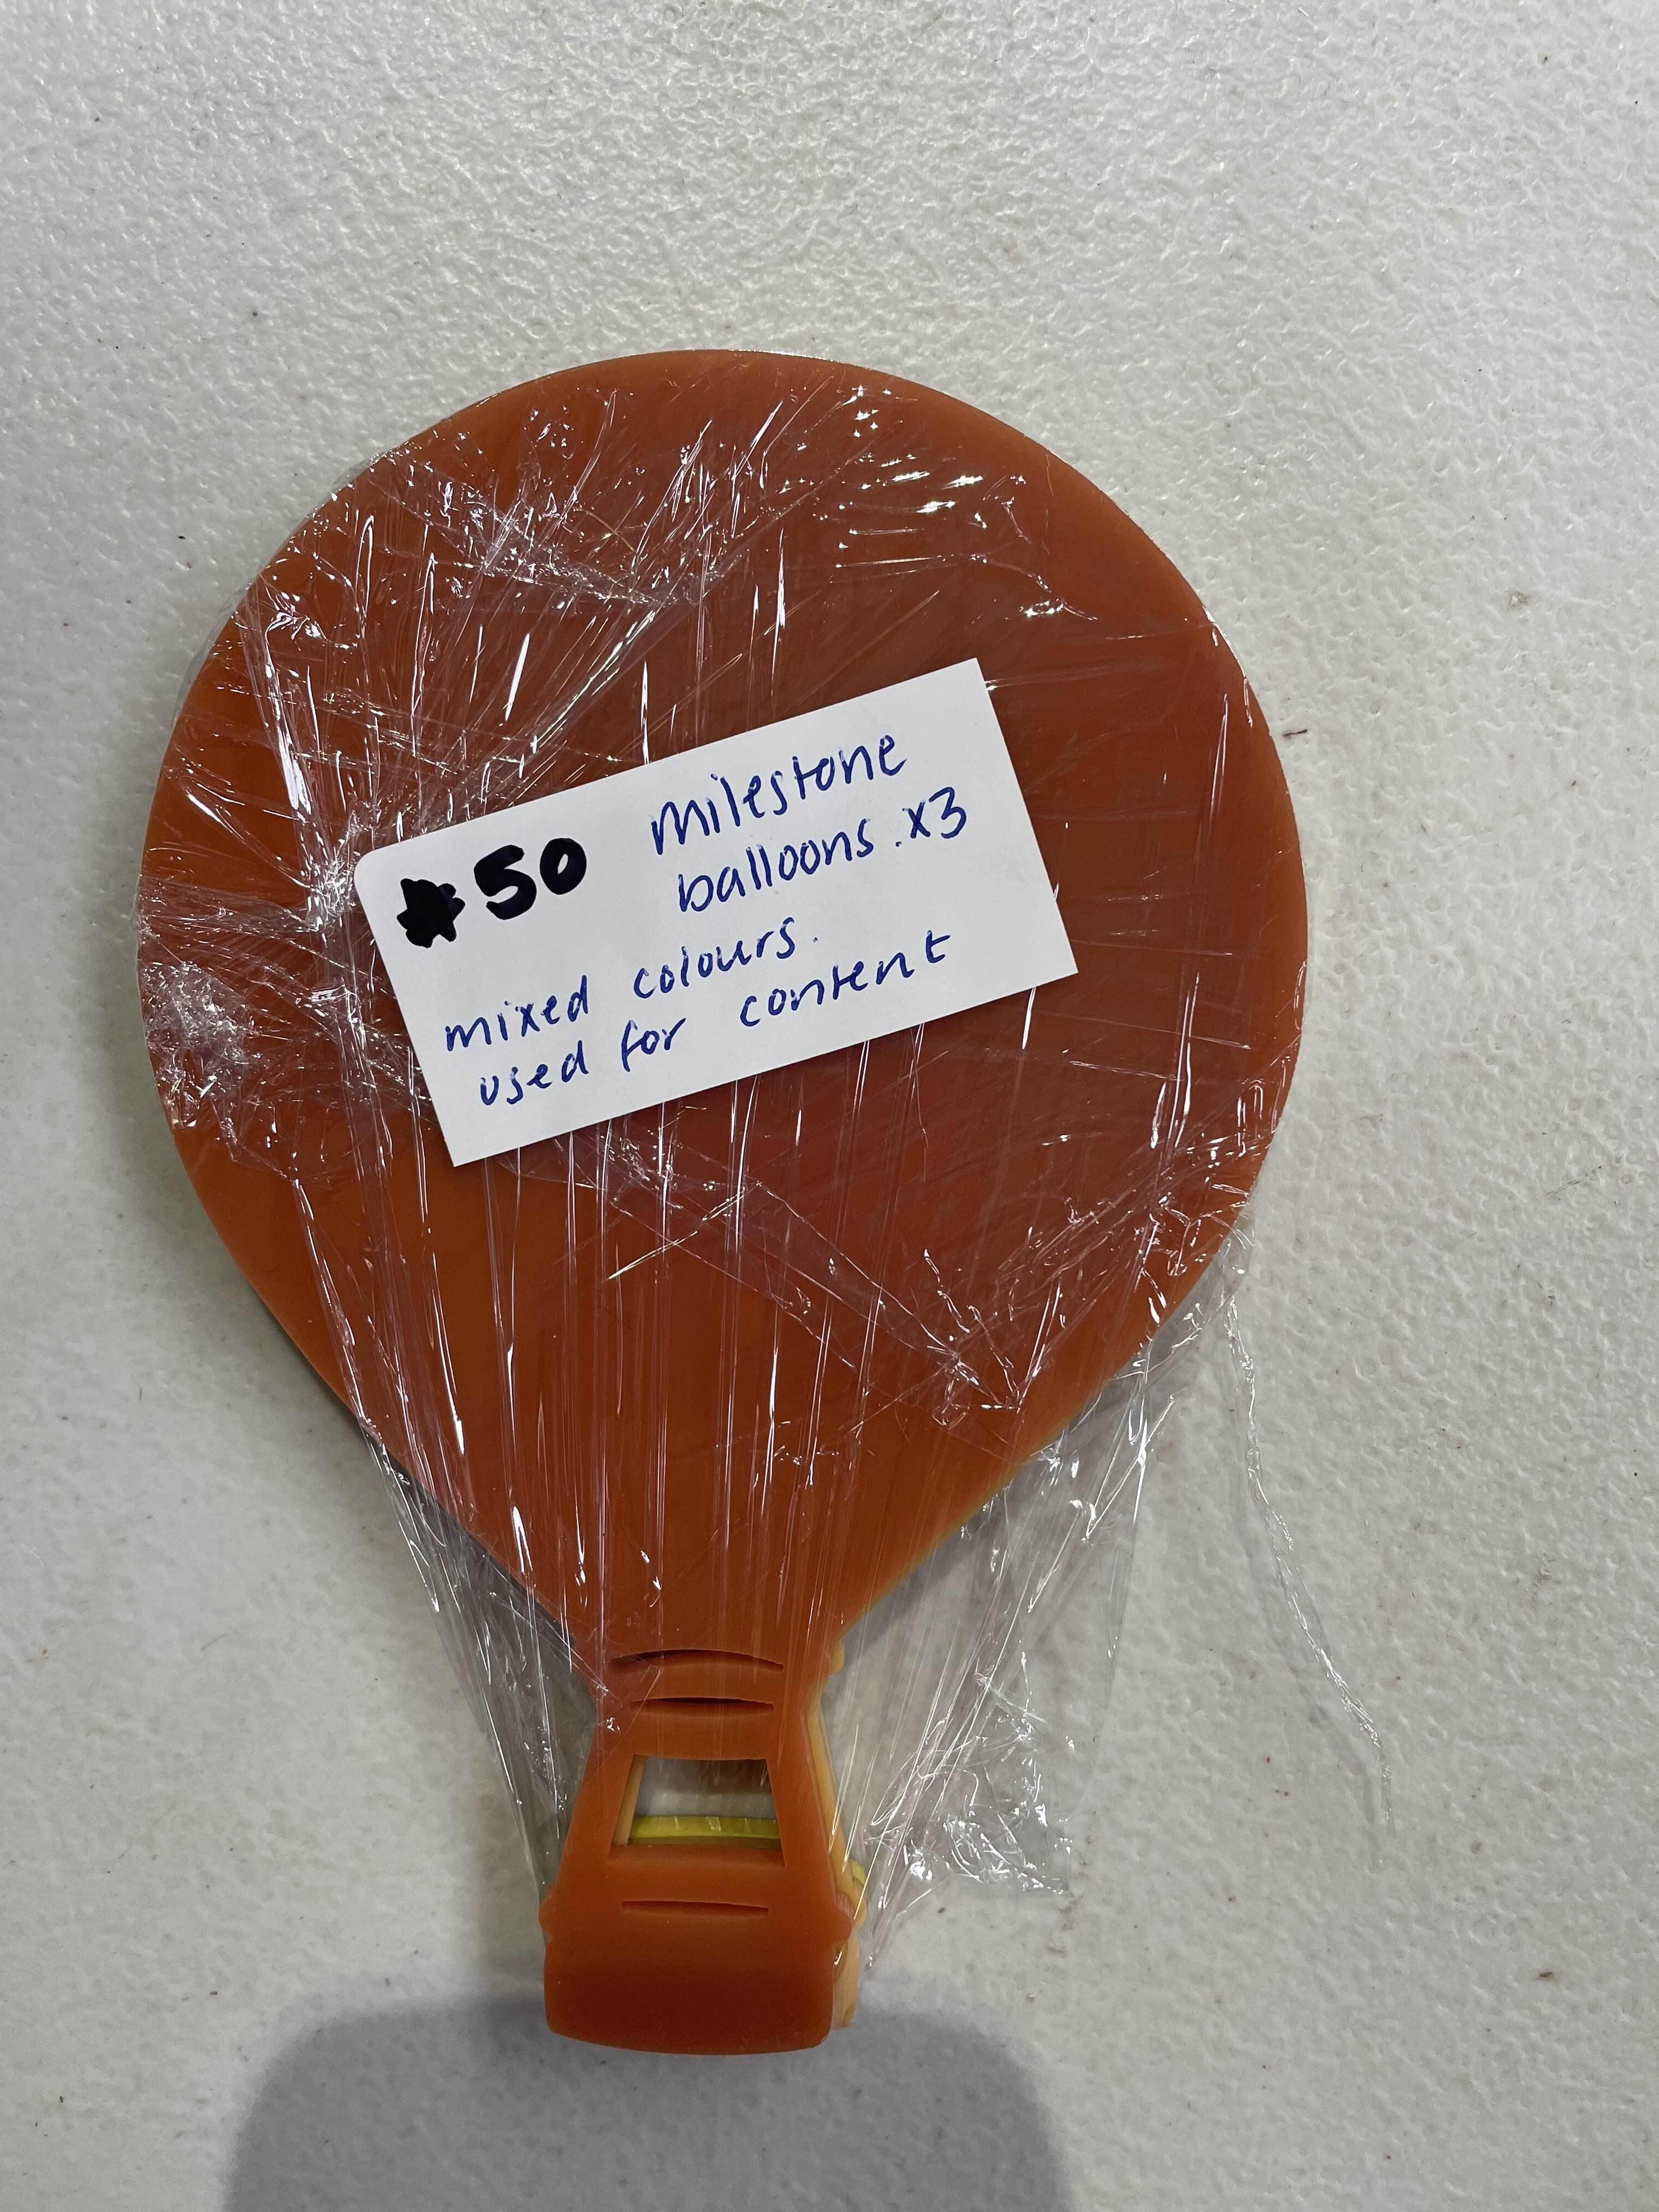 #50 milestone
balloons. x3
mixed colours.
used for content